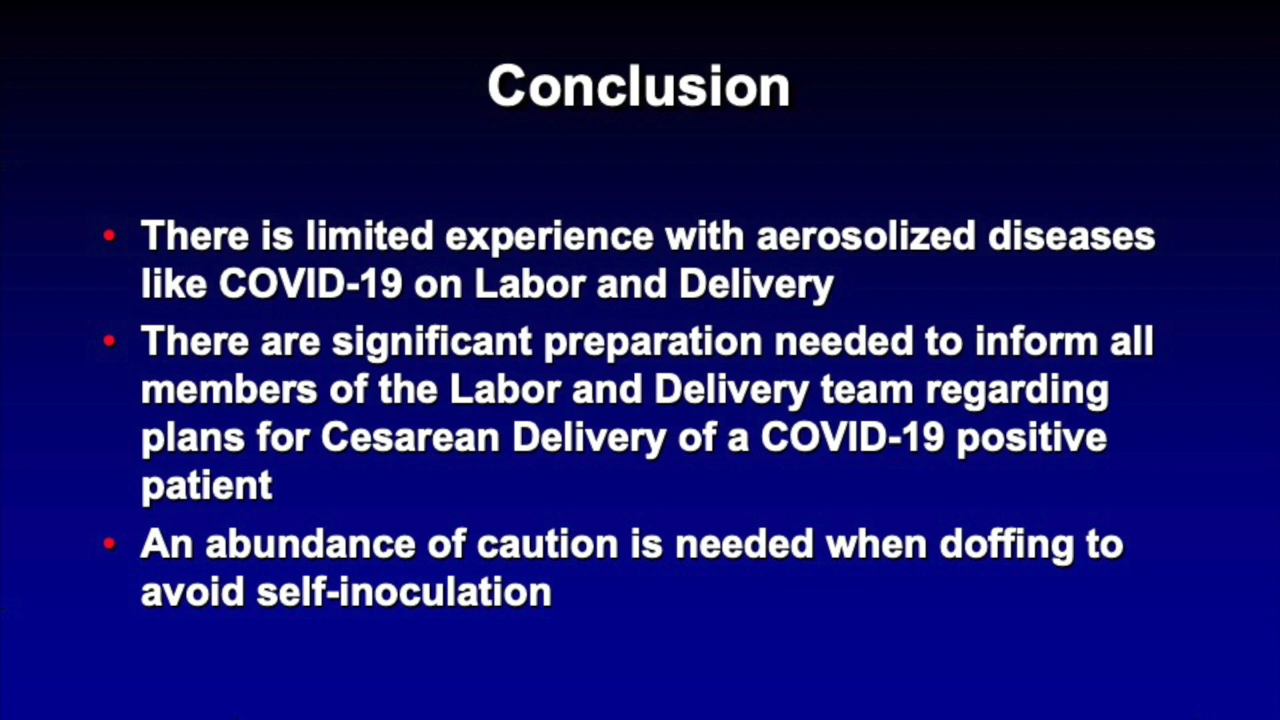 Conclusion
There is limited experience with aerosolized diseases
like COVID-19 on Labor and Delivery
There are significant preparation needed to inform all
members of the Labor and Delivery team regarding
plans for Cesarean Delivery of a COVID-19 positive
patient
An abundance of caution is needed when doffing to
avoid self-inoculation